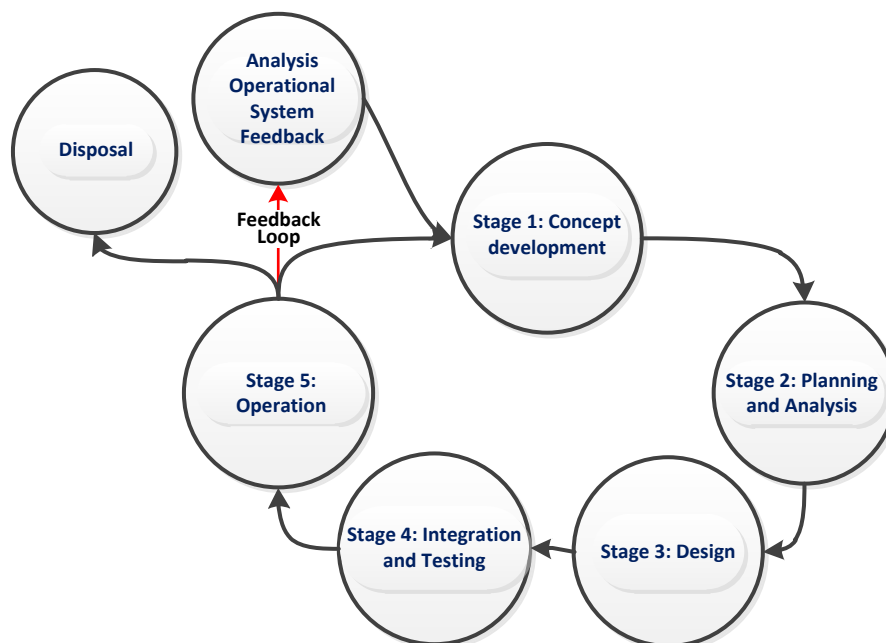 Analysis
Operational
System
Feedback
Disposal
Feedback
Loop
Stage 1: Concept
development
Stage 2: Planning
and Analysis
Stage 3: Design
Stage 4: Integration
and Testing
Stage 5:
Operation